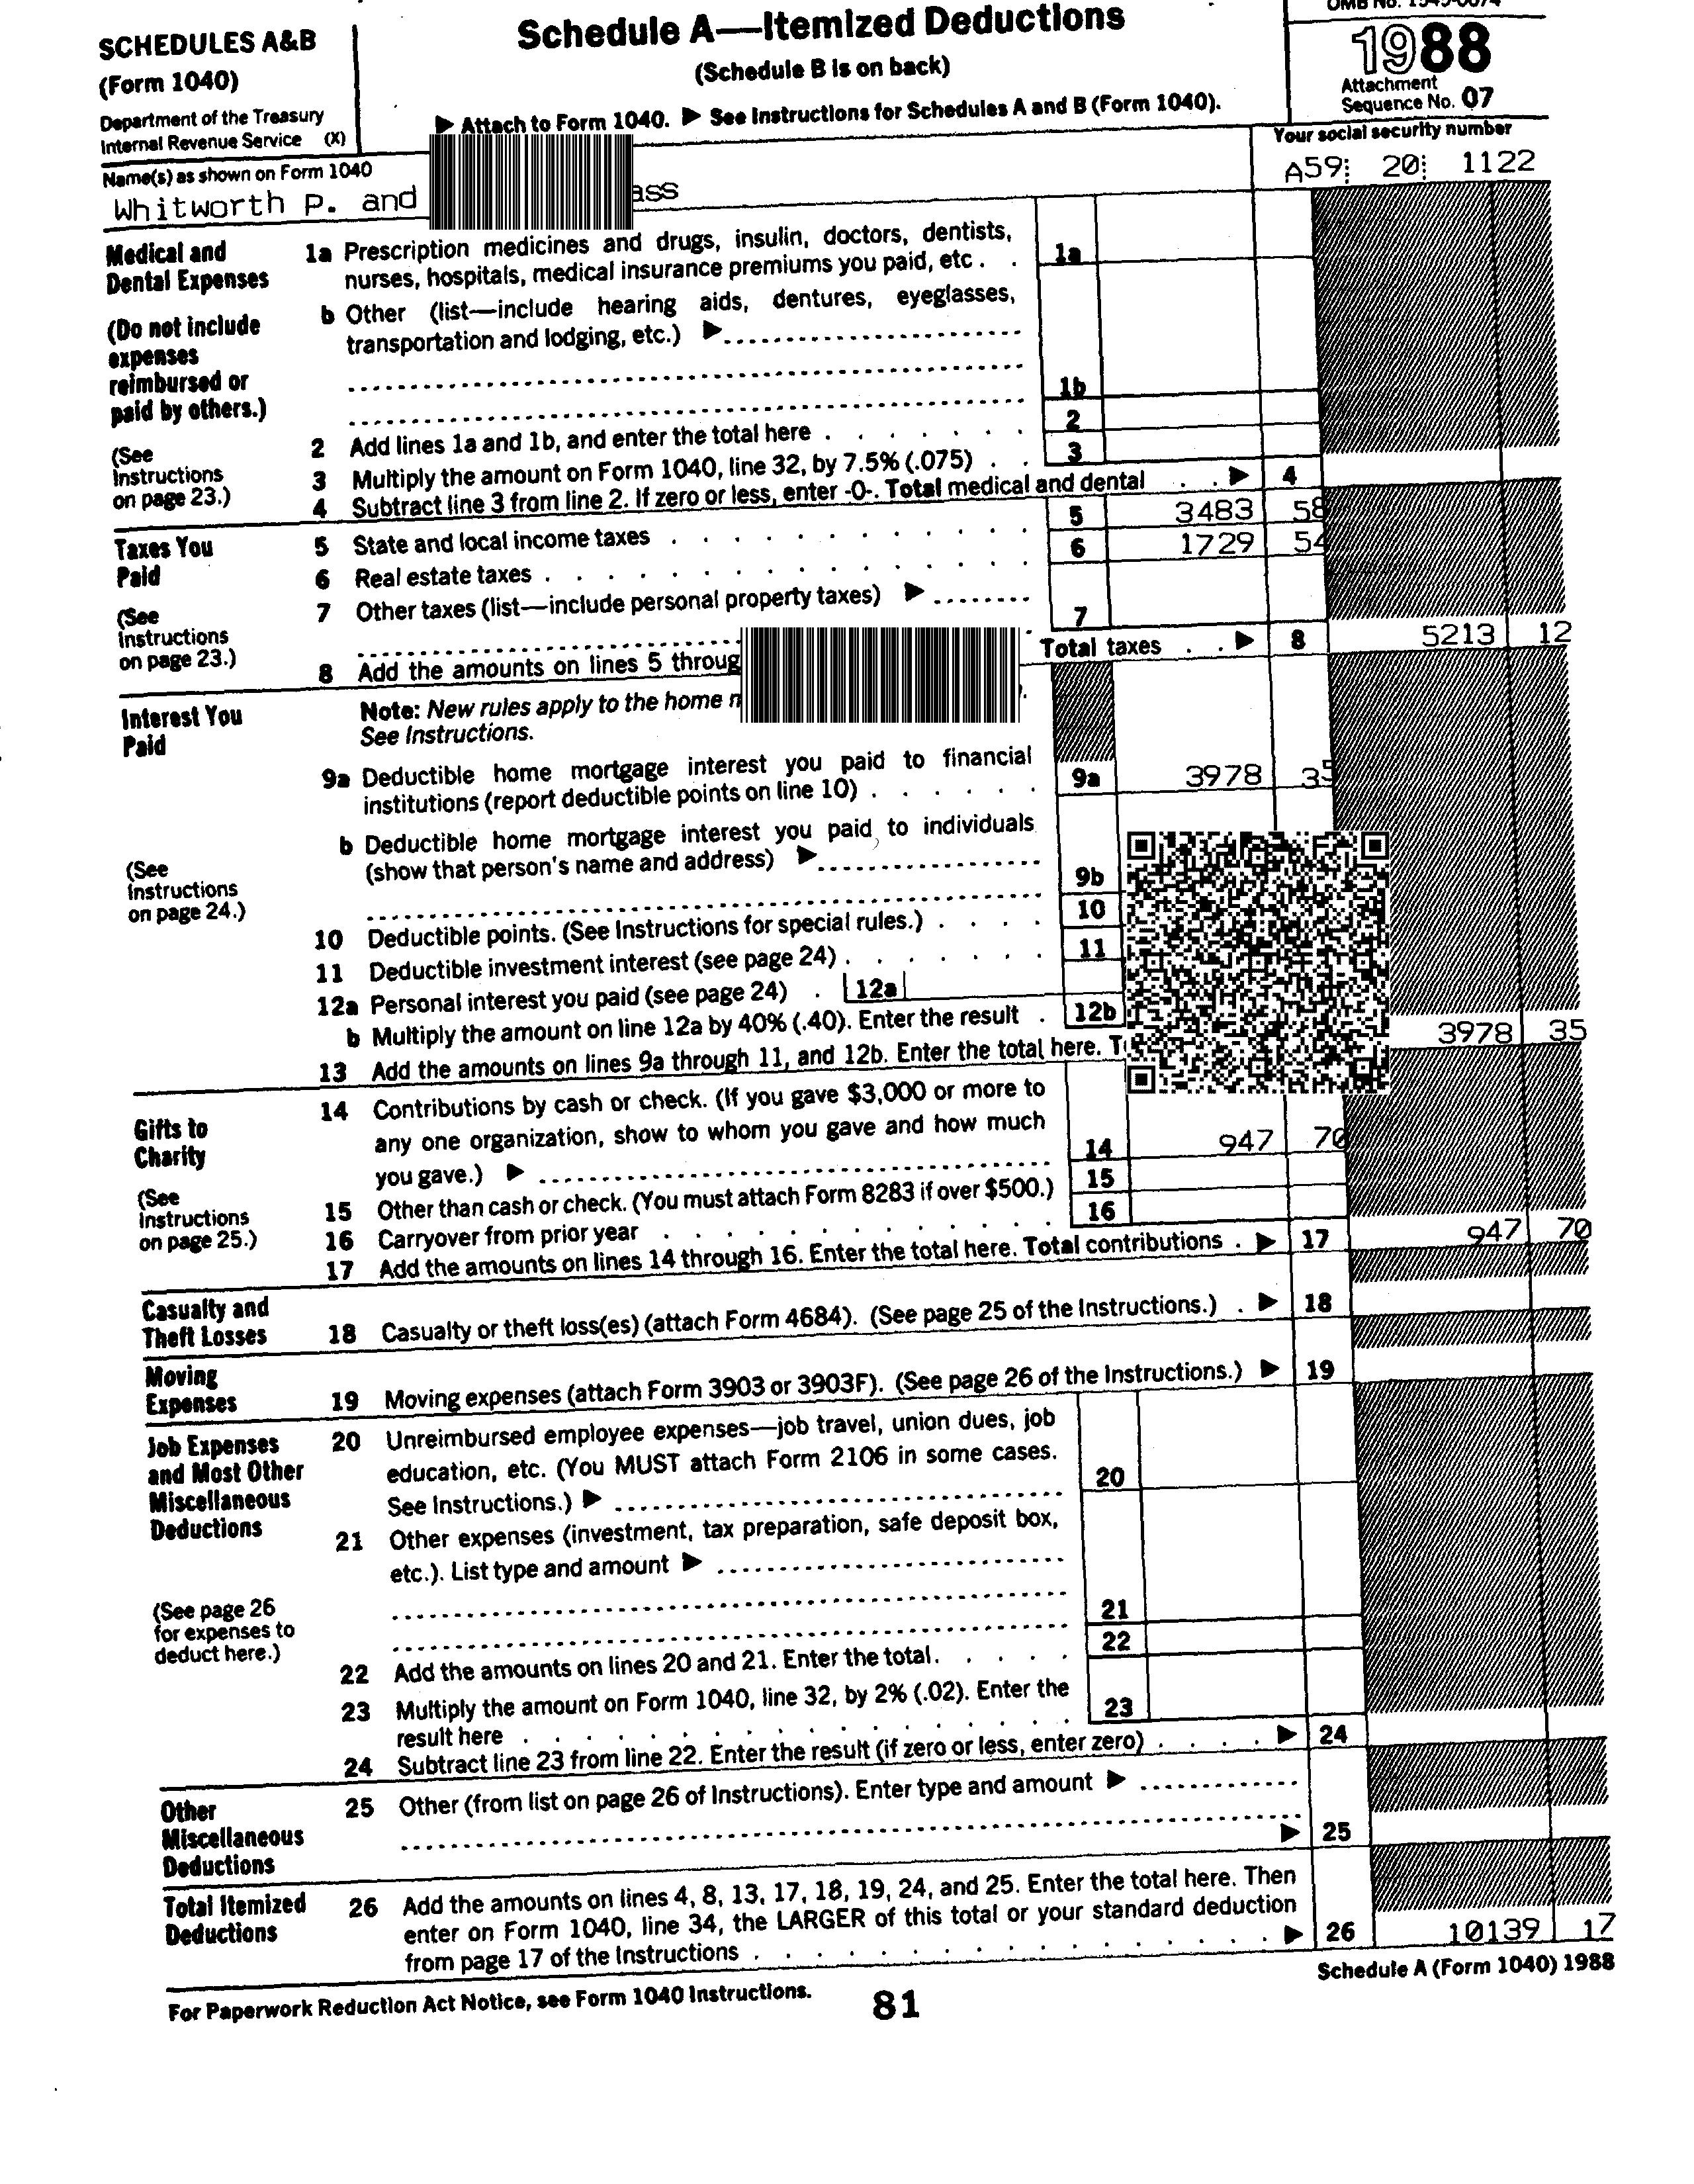 SCHEDULES A&B
(Form 1040)
Department of the Treasury
Internal Revenue Service (X)
Schedule A—Itemized Deductions
(Schedule B is on back)
▶ Attach to Form 1040. ▶ See Instructions for Schedules A and B (Form 1040).
1988
Attachment
Sequence No. 07
Name(s) as shown on Form 1040
Whitworth P. and
Your social security number
A59 20 1122
Medical and Dental Expenses
(Do not include expenses reimbursed or paid by others.)
(See Instructions on page 23.)
1a Prescription medicines and drugs, insulin, doctors, dentists,
nurses, hospitals, medical insurance premiums you paid, etc . . 1a
b Other (list—include hearing aids, dentures, eyeglasses,
transportation and lodging, etc.) ▶
1b
2 Add lines 1a and 1b, and enter the total here . . . . . . . 2
3 Multiply the amount on Form 1040, line 32, by 7.5% (.075) . . 3
4 Subtract line 3 from line 2. If zero or less, enter -0-. Total medical and dental . . ▶ 4
Taxes You Paid
(See Instructions on page 23.)
5 State and local income taxes . . . . . . . . . . . . 5 3483 58
6 Real estate taxes . . . . . . . . . . . . . . . . 6 1729 54
7 Other taxes (list—include personal property taxes) ▶
7
8 Add the amounts on lines 5 Total taxes . . ▶ 8 5213 12
Interest You Paid
(See Instructions on page 24.)
Note: New rules apply to the home
See Instructions.
9a Deductible home mortgage interest you paid to financial
institutions (report deductible points on line 10) . . . . . . 9a 3978 35
b Deductible home mortgage interest you paid to individuals
(show that person's name and address) ▶
9b
10 Deductible points. (See Instructions for special rules.) . . . . 10
11 Deductible investment interest (see page 24) . . . . . . . 11
12a Personal interest you paid (see page 24) . 12a
b Multiply the amount on line 12a by 40% (.40). Enter the result . 12b
13 Add the amounts on lines 9a through 11, and 12b. Enter the total here. 3978 35
Gifts to Charity
(See Instructions on page 25.)
14 Contributions by cash or check. (If you gave $3,000 or more to
any one organization, show to whom you gave and how much
you gave.) ▶ 14 947 70
15 Other than cash or check. (You must attach Form 8283 if over $500.) 15
16 Carryover from prior year . . . . . . . . . . . . . 16
17 Add the amounts on lines 14 through 16. Enter the total here. Total contributions . ▶ 17 947 70
Casualty and Theft Losses
18 Casualty or theft loss(es) (attach Form 4684). (See page 25 of the Instructions.) . ▶ 18
Moving Expenses
19 Moving expenses (attach Form 3903 or 3903F). (See page 26 of the Instructions.) ▶ 19
Job Expenses and Most Other Miscellaneous Deductions
(See page 26 for expenses to deduct here.)
20 Unreimbursed employee expenses—job travel, union dues, job
education, etc. (You MUST attach Form 2106 in some cases.
See Instructions.) ▶ 20
21 Other expenses (investment, tax preparation, safe deposit box,
etc.). List type and amount ▶
21
22 Add the amounts on lines 20 and 21. Enter the total. . . . . 22
23 Multiply the amount on Form 1040, line 32, by 2% (.02). Enter the
result here . . . . . . . . . . . . . . . . . . 23
24 Subtract line 23 from line 22. Enter the result (if zero or less, enter zero) . . . . ▶ 24
Other Miscellaneous Deductions
25 Other (from list on page 26 of Instructions). Enter type and amount ▶
▶ 25
Total Itemized Deductions
26 Add the amounts on lines 4, 8, 13, 17, 18, 19, 24, and 25. Enter the total here. Then
enter on Form 1040, line 34, the LARGER of this total or your standard deduction
from page 17 of the Instructions . . . . . . . . . . . . . . . . . ▶ 26 10139 17
For Paperwork Reduction Act Notice, see Form 1040 Instructions.
81
Schedule A (Form 1040) 1988